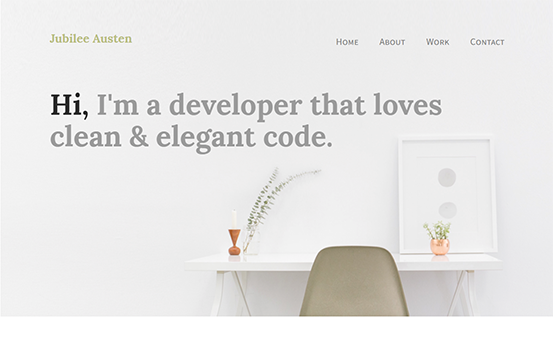 Jubilee Austen
Home About Work Contact
Hi, I'm a developer that loves
clean & elegant code.